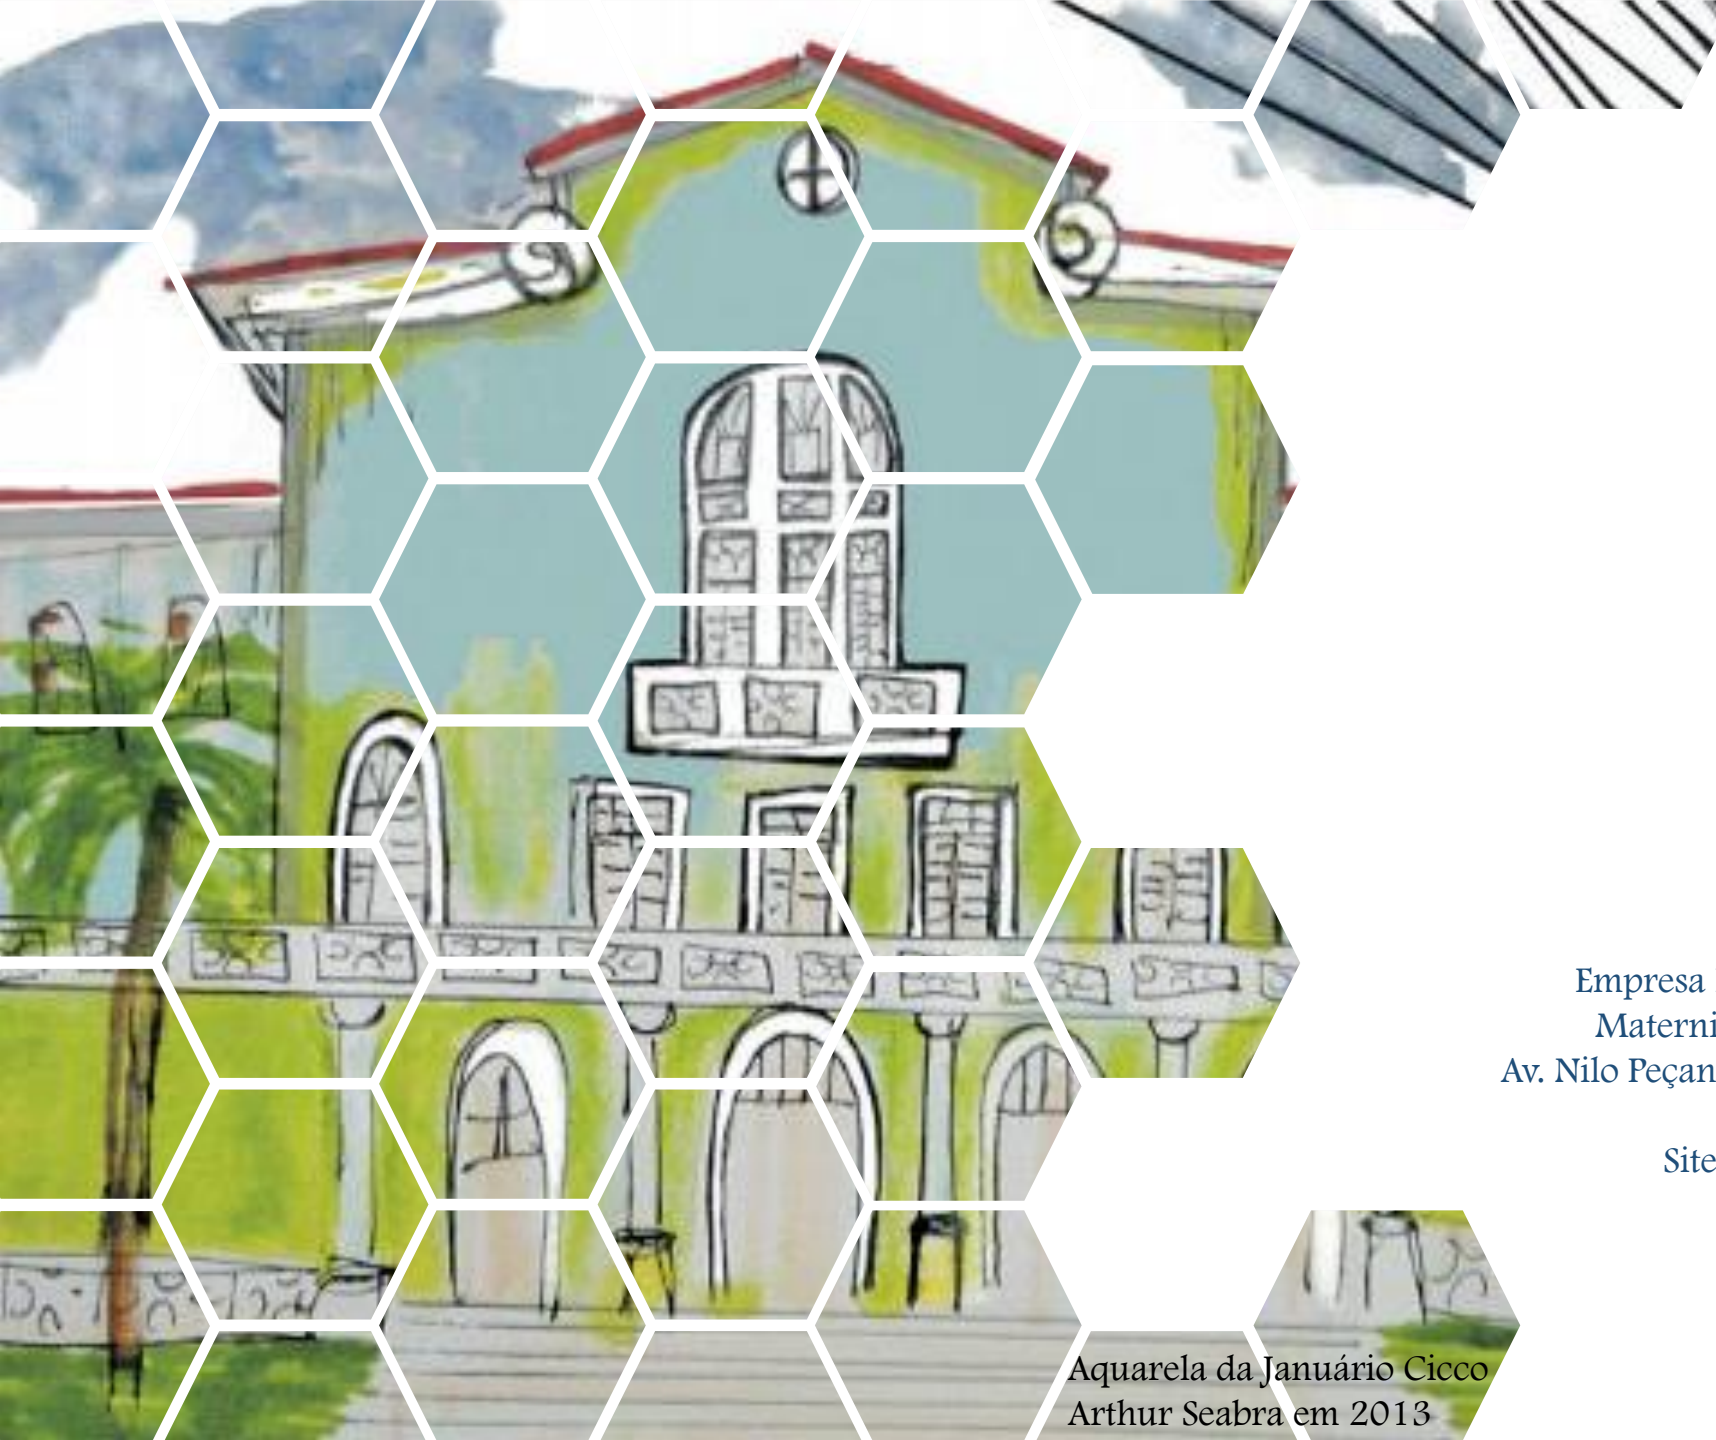 Empresa
Materni
Av. Nilo Peçan
Site
Aquarela da Januário Cicco
Arthur Seabra em 2013